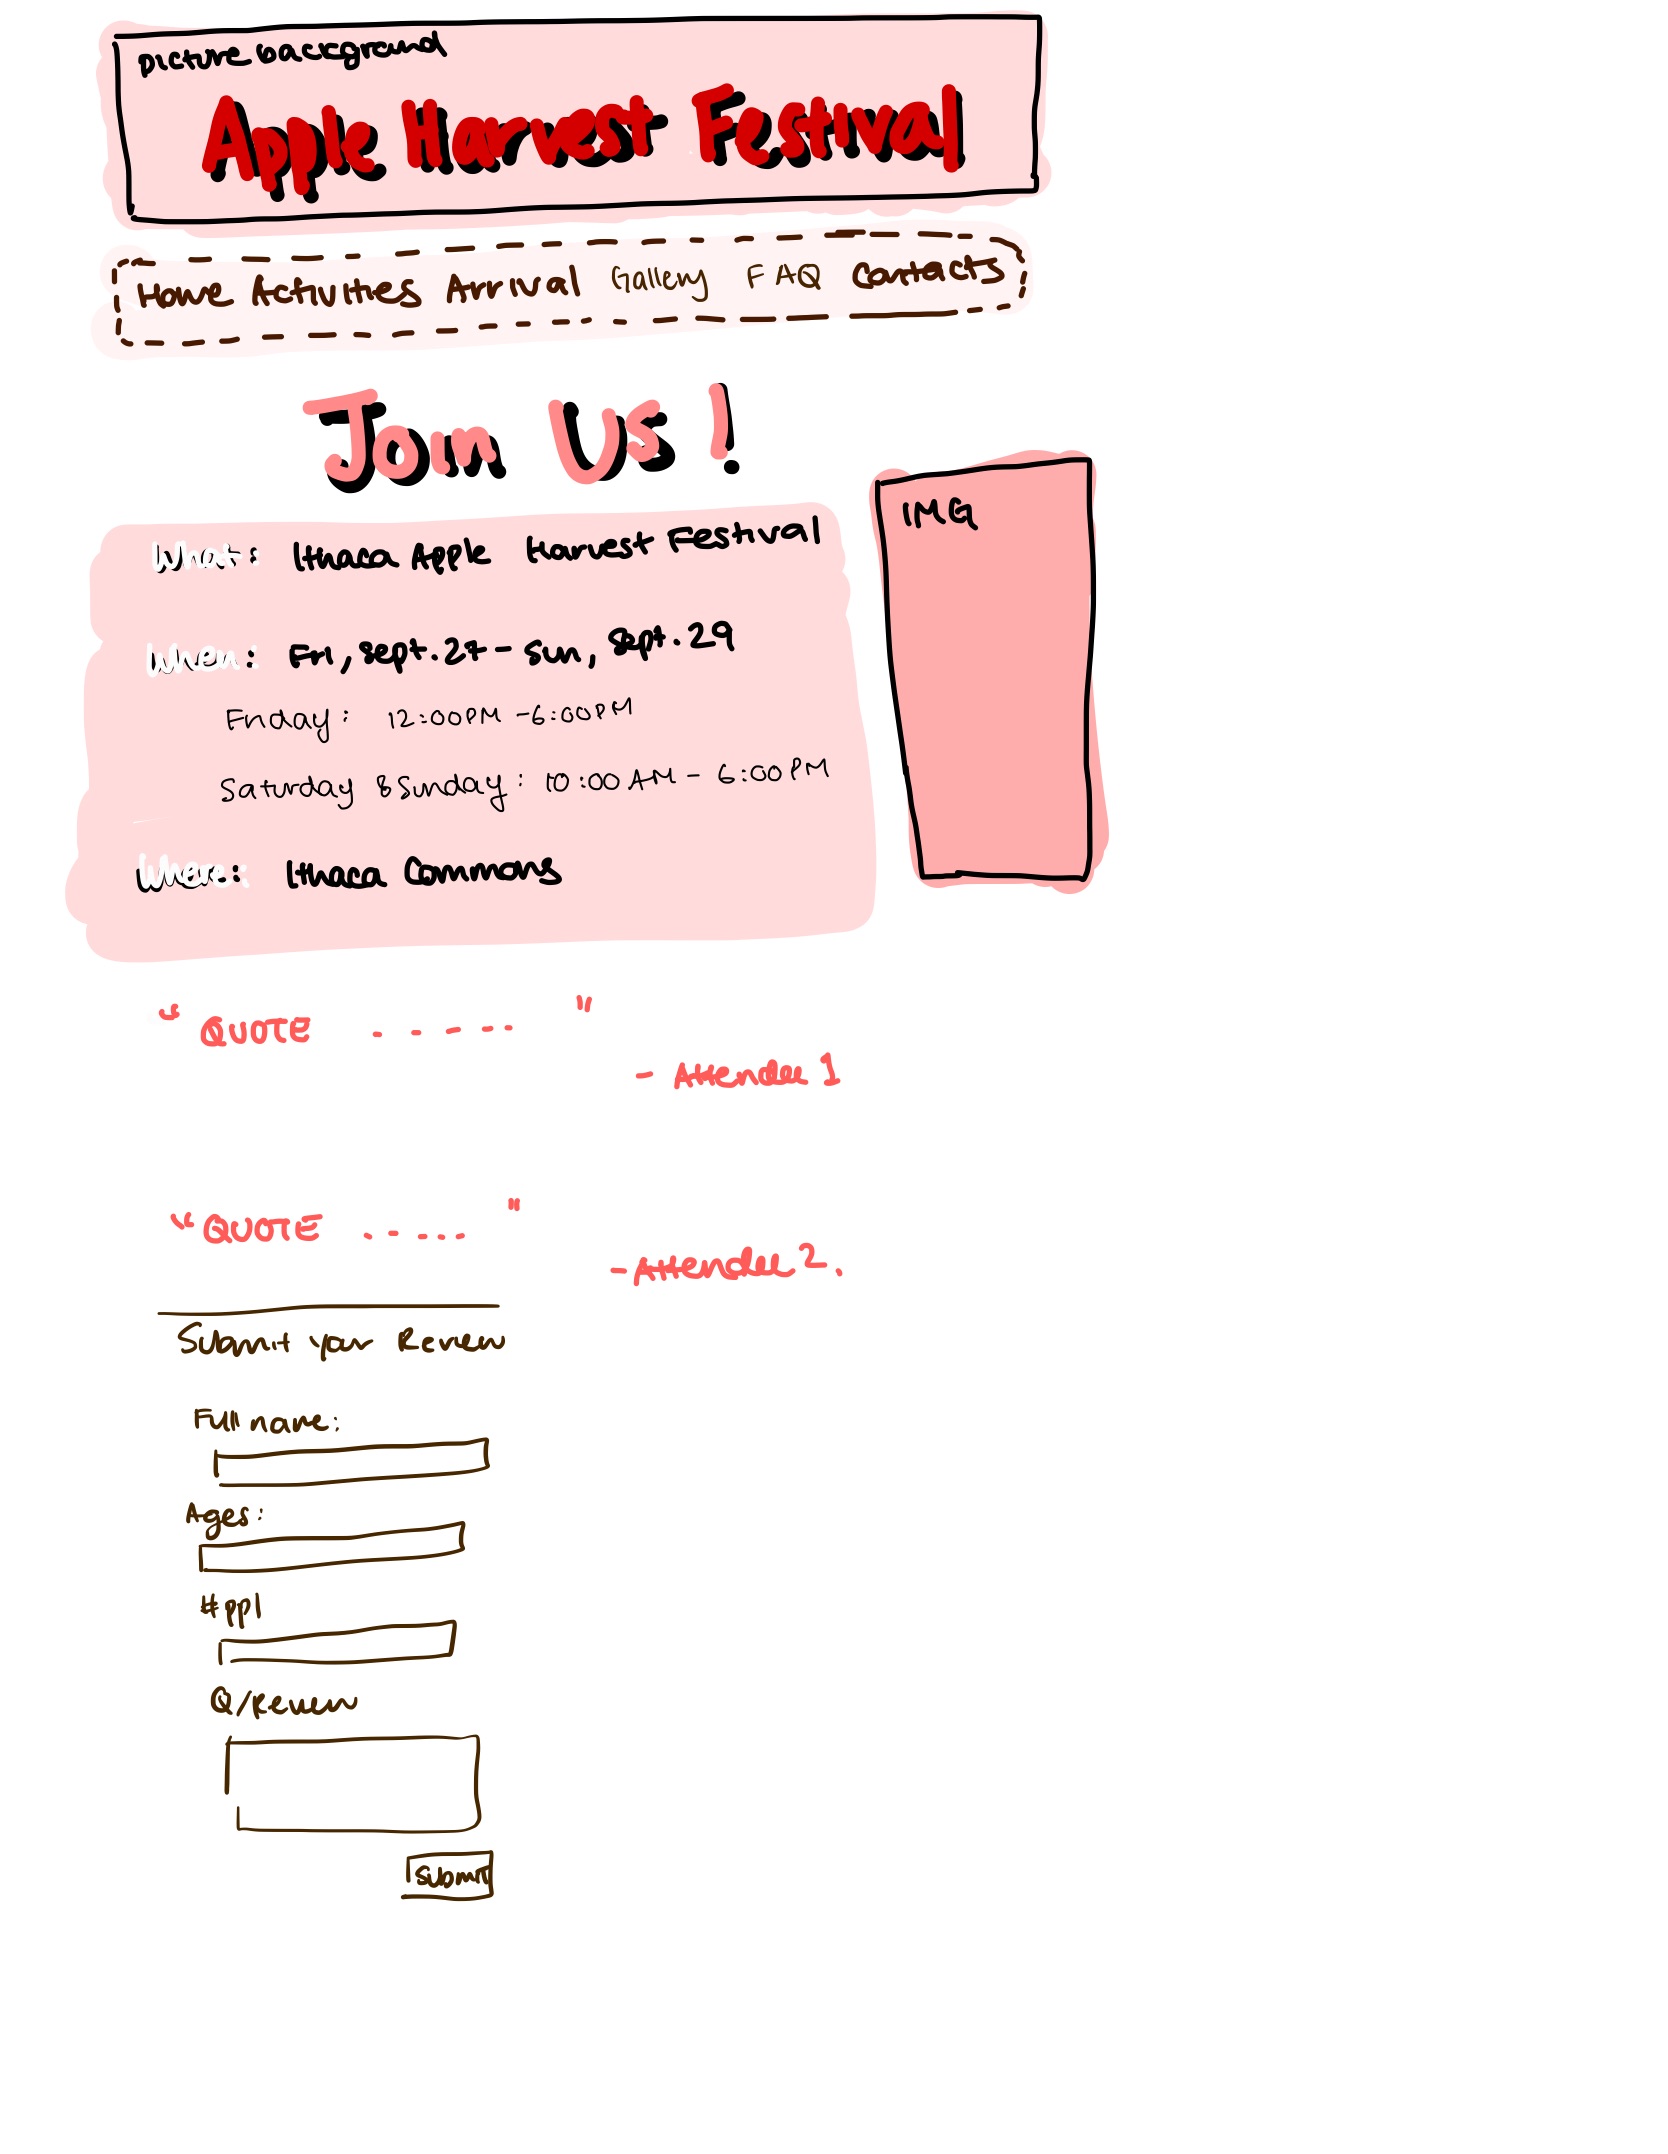 picture background
Apple Harvest Festival
Home Activities Arrival Gallery FAQ Contacts
Join Us!
What: Ithaca Apple Harvest Festival
When: Fri, Sept. 27 - Sun, Sept. 29
Friday: 12:00PM - 6:00PM
Saturday & Sunday: 10:00 AM - 6:00 PM
Where: Ithaca Commons
IMG
"QUOTE . . - . . . "
- Attendee 1
"QUOTE . . . . . "
- Attendee 2.
Submit your Review
Full name:
Ages:
#ppl
Q/Review
Submit